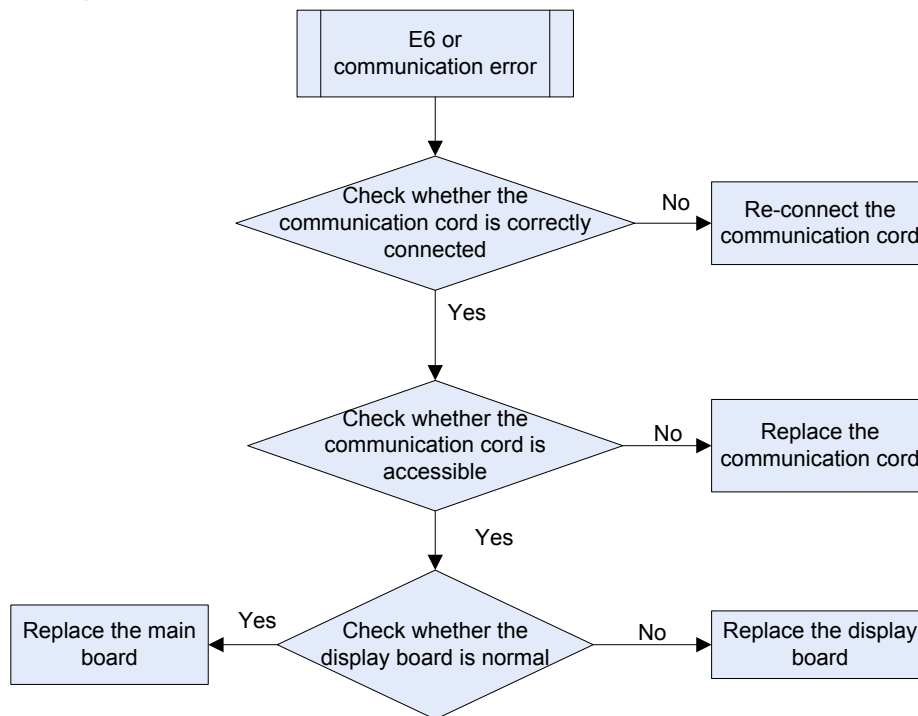 E6 or
communication error
Check whether the
communication cord is correctly
connected
No
Re-connect the
communication cord
Yes
Check whether the
communication cord is
accessible
No
Replace the
communication cord
Yes
Replace the main
board
Yes
Check whether the
display board is normal
No
Replace the display
board